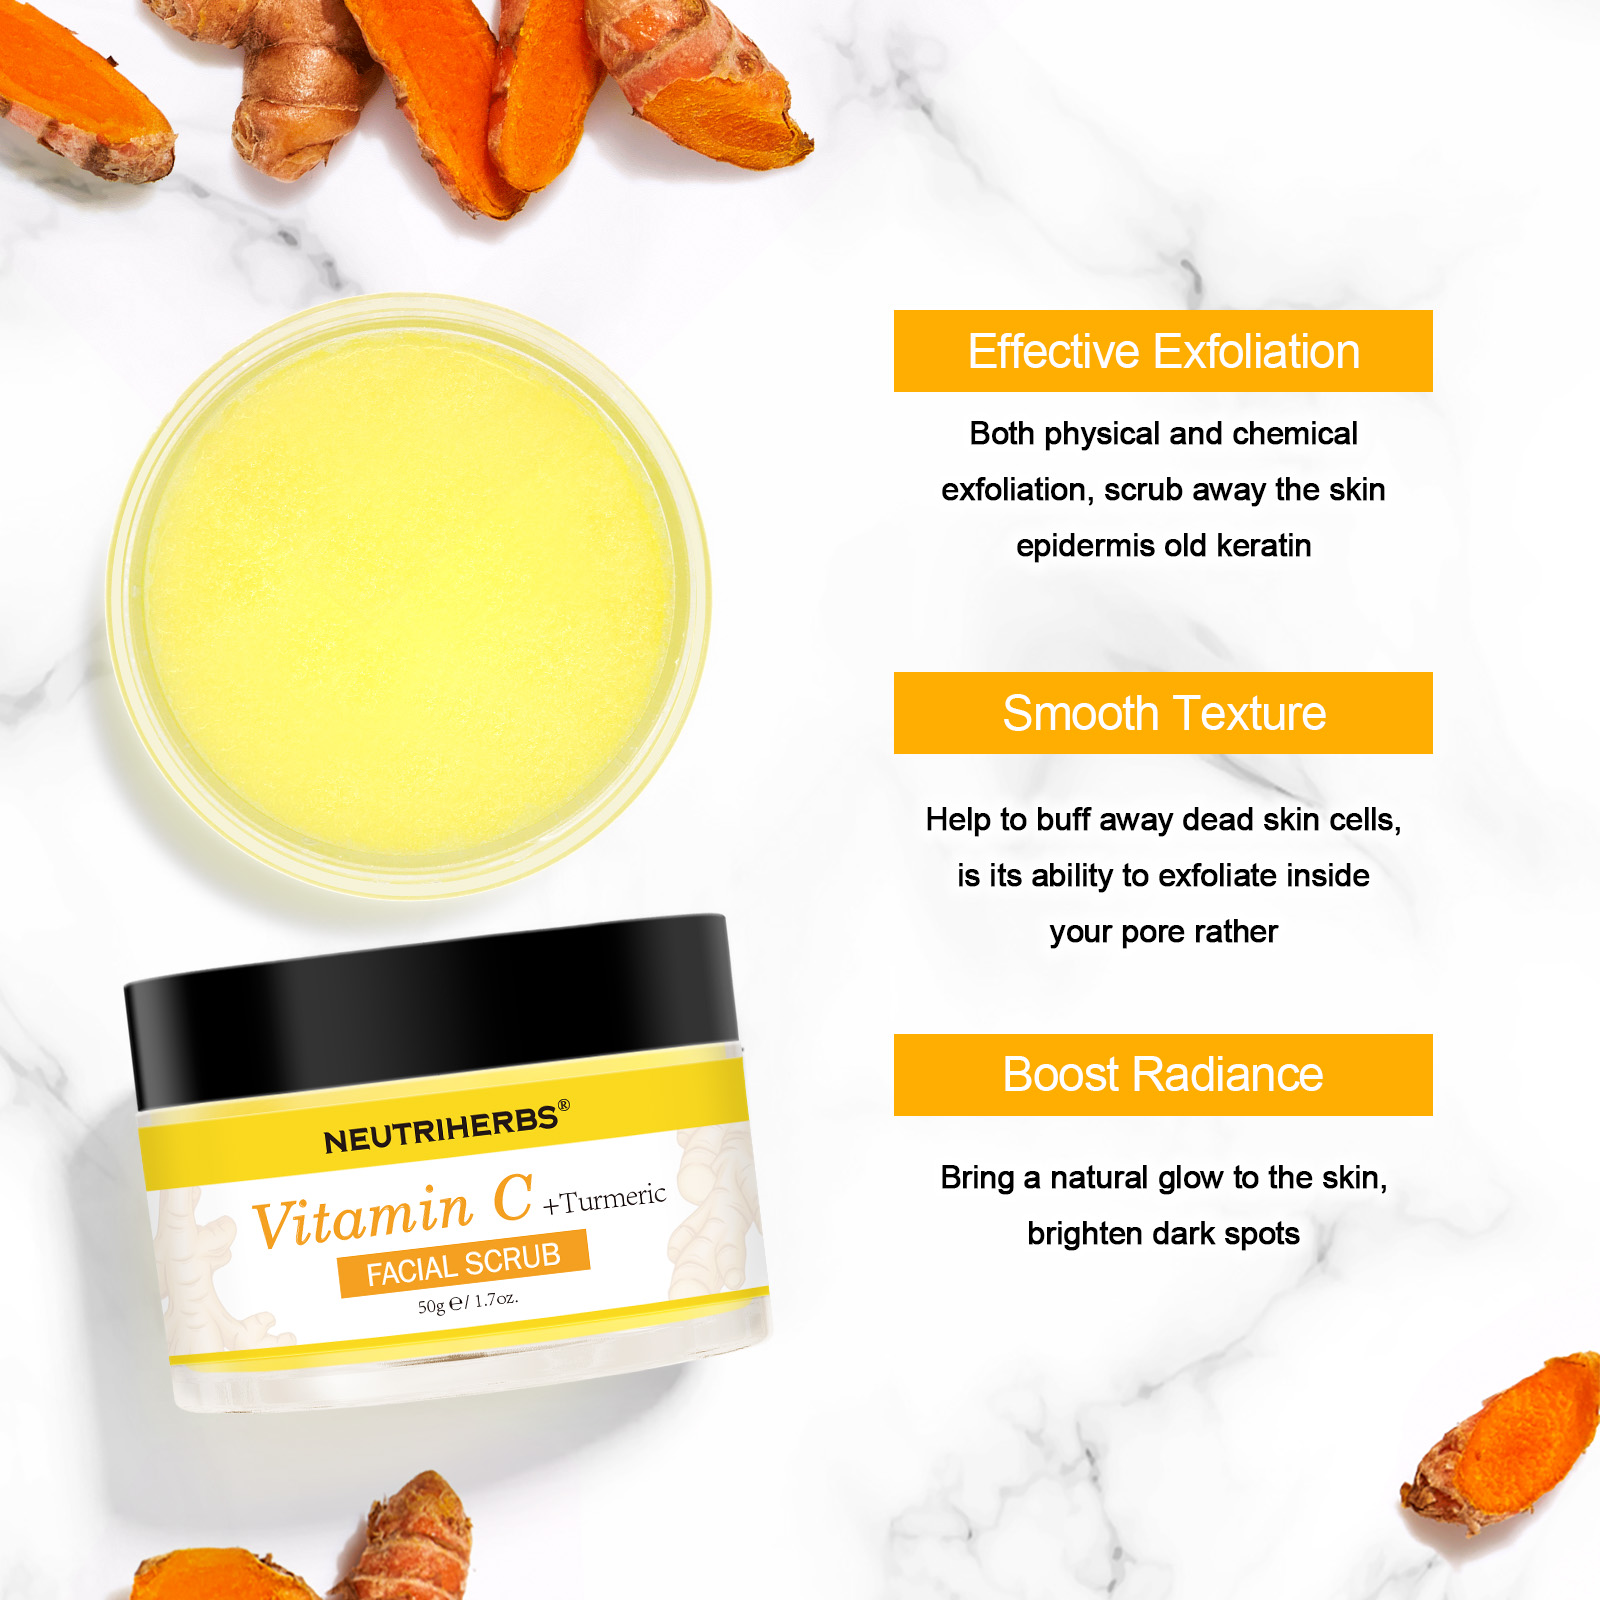 Effective Exfoliation
Both physical and chemical
exfoliation, scrub away the skin
epidermis old keratin
Smooth Texture
Help to buff away dead skin cells,
is its ability to exfoliate inside
your pore rather
Boost Radiance
Bring a natural glow to the skin,
brighten dark spots
NEUTRIHERBS®
Vitamin C +Turmeric
FACIAL SCRUB
50g ℮/ 1.7oz.